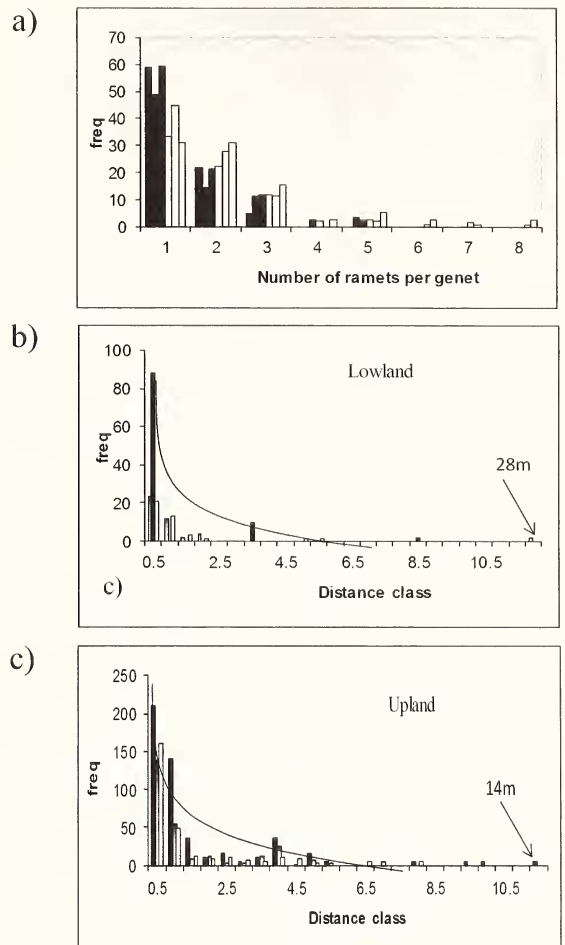 a)
70
60
50
40
30
20
10
0
freq
1 2 3 4 5 6 7 8
Number of ramets per genet
b)
100
80
60
40
20
0
freq
Lowland
28m
0.5 2.5 4.5 6.5 8.5 10.5
c)
Distance class
c)
250
200
150
100
50
0
freq
Upland
14m
0.5 2.5 4.5 6.5 8.5 10.5
Distance class